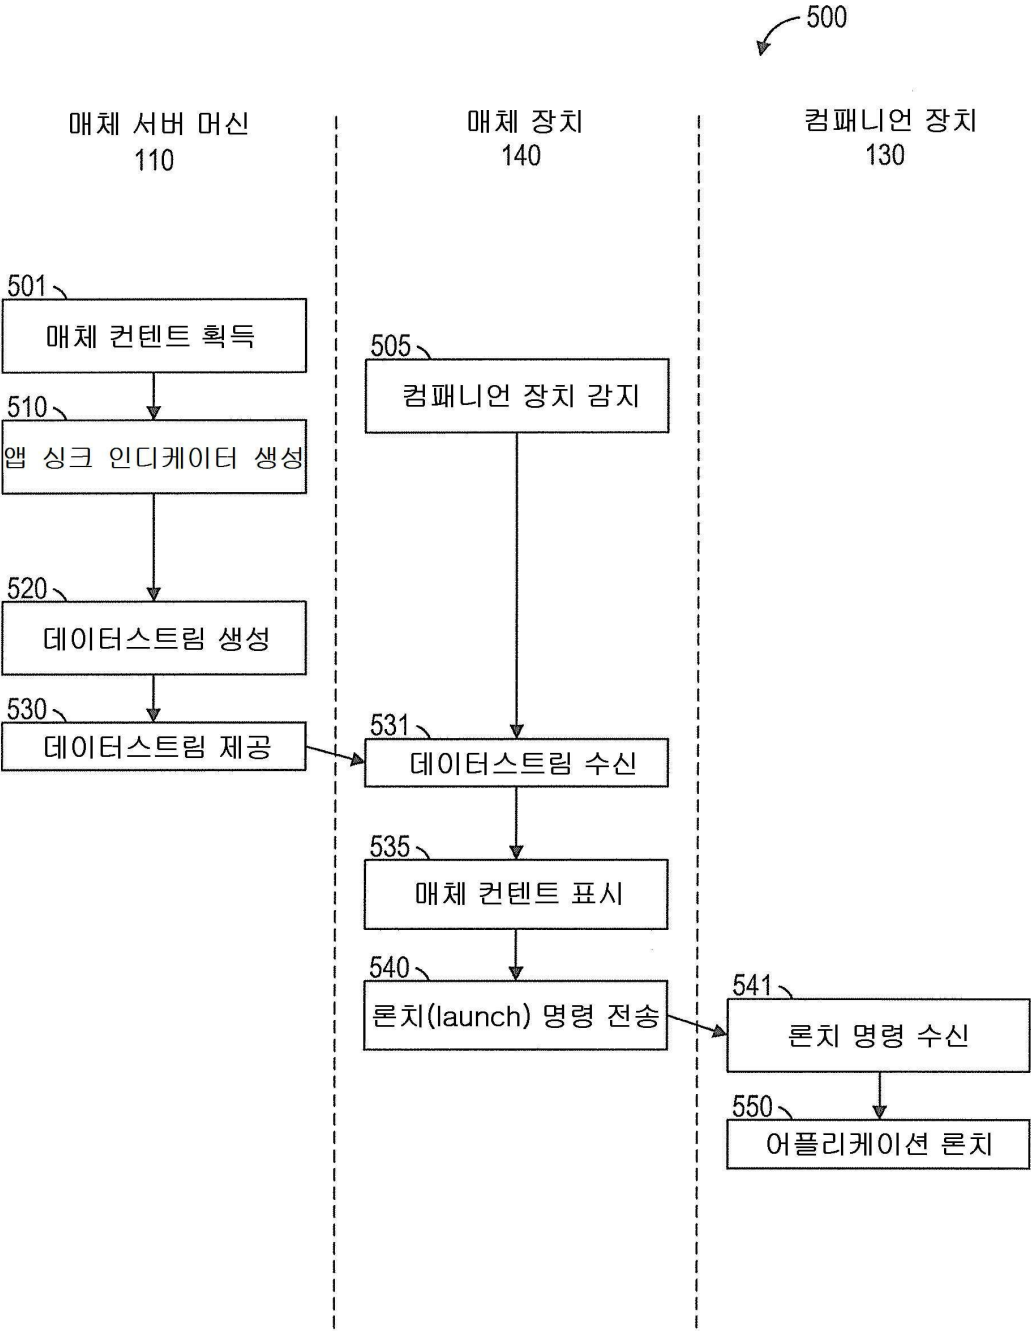 500
매체 서버 머신
110
매체 장치
140
컴패니언 장치
130
501
매체 컨텐트 획득
505
컴패니언 장치 감지
510
앱 싱크 인디케이터 생성
520
데이터스트림 생성
530
데이터스트림 제공
531
데이터스트림 수신
535
매체 컨텐트 표시
540
론치(launch) 명령 전송
541
론치 명령 수신
550
어플리케이션 론치